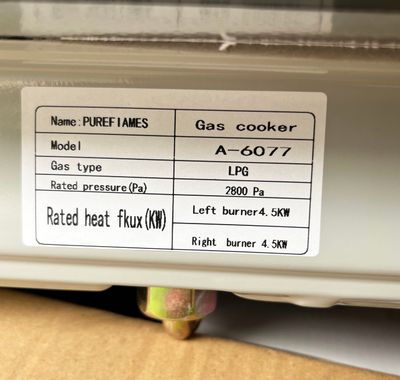 Name:PUREFIAMES Gas cooker
Model A-6077
Gas type LPG
Rated pressure(Pa) 2800 Pa
Rated heat fkux(KW) Left burner4.5KW
Right burner 4.5KW